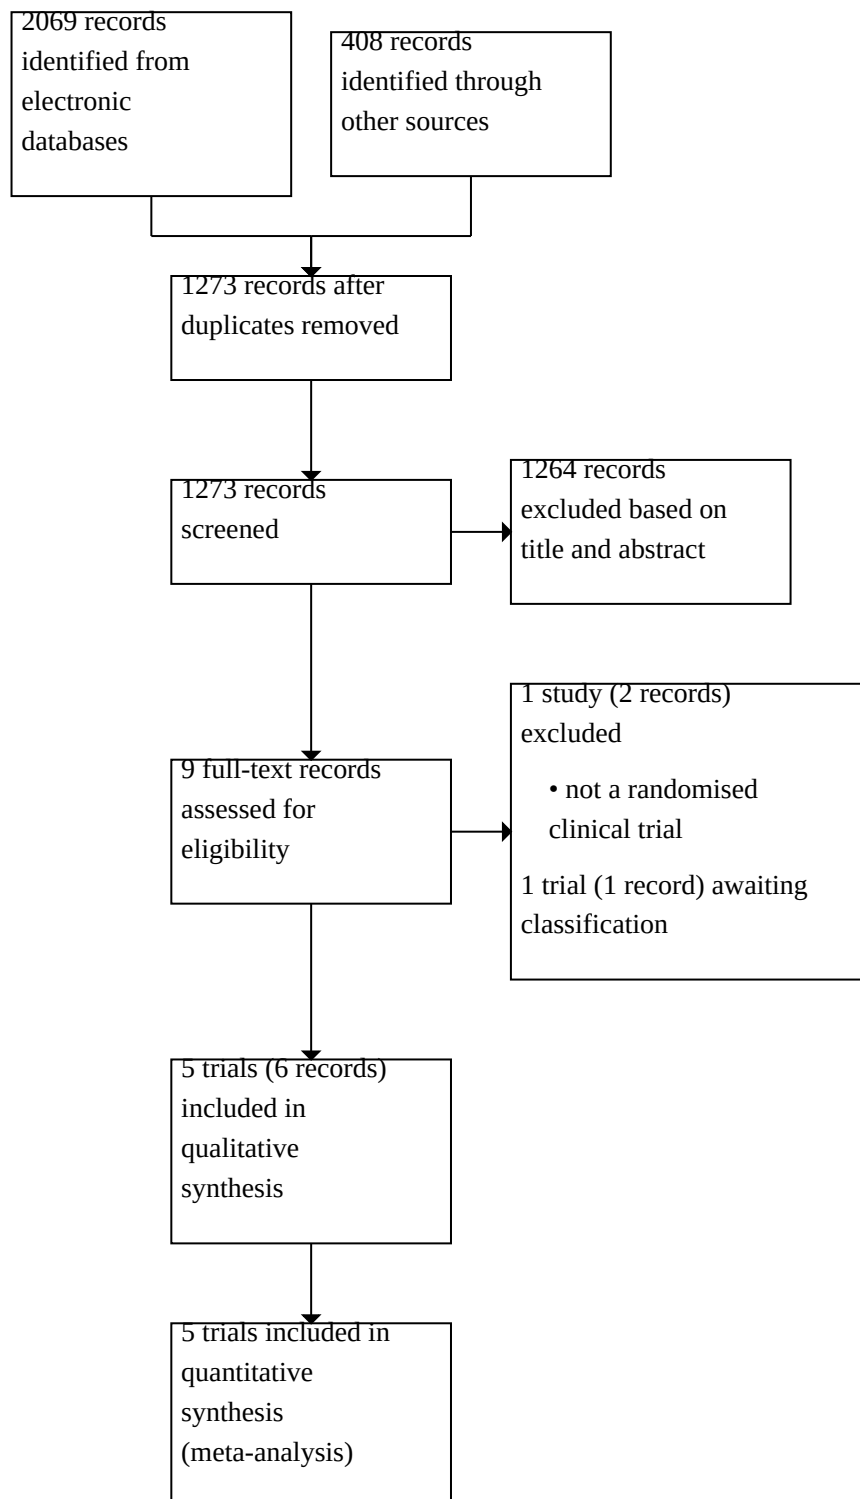 2069 records
identified from
electronic
databases
408 records
identified through
other sources
1273 records after
duplicates removed
1273 records
screened
1264 records
excluded based on
title and abstract
9 full-text records
assessed for
eligibility
1 study (2 records)
excluded
• not a randomised
clinical trial
1 trial (1 record) awaiting
classification
5 trials (6 records)
included in
qualitative
synthesis
5 trials included in
quantitative
synthesis
(meta-analysis)